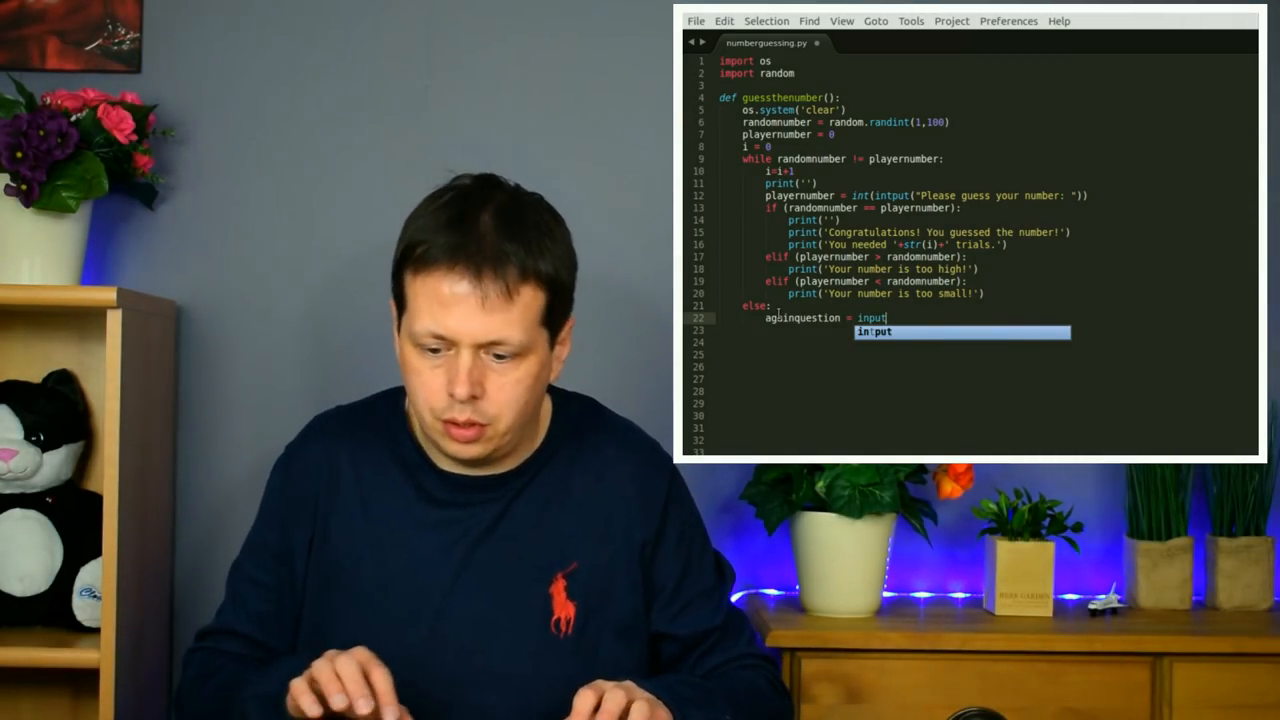 File Edit Selection Find View Goto Tools Project Preferences Help
numberguessing.py
1 import os
2 import random
3
4 def guessthenumber():
5 os.system('clear')
6 randomnumber = random.randint(1,100)
7 playernumber = 0
8 i = 0
9 while randomnumber != playernumber:
10 i=i+1
11 print('')
12 playernumber = int(intput("Please guess your number: "))
13 if (randomnumber == playernumber):
14 print('')
15 print('Congratulations! You guessed the number!')
16 print('You needed '+str(i)+' trials.')
17 elif (playernumber > randomnumber):
18 print('Your number is too high!')
19 elif (playernumber < randomnumber):
20 print('Your number is too small!')
21 else:
22 againquestion = input
23 intput
24
25
26
27
28
29
30
31
32
33
HERB GARDEN